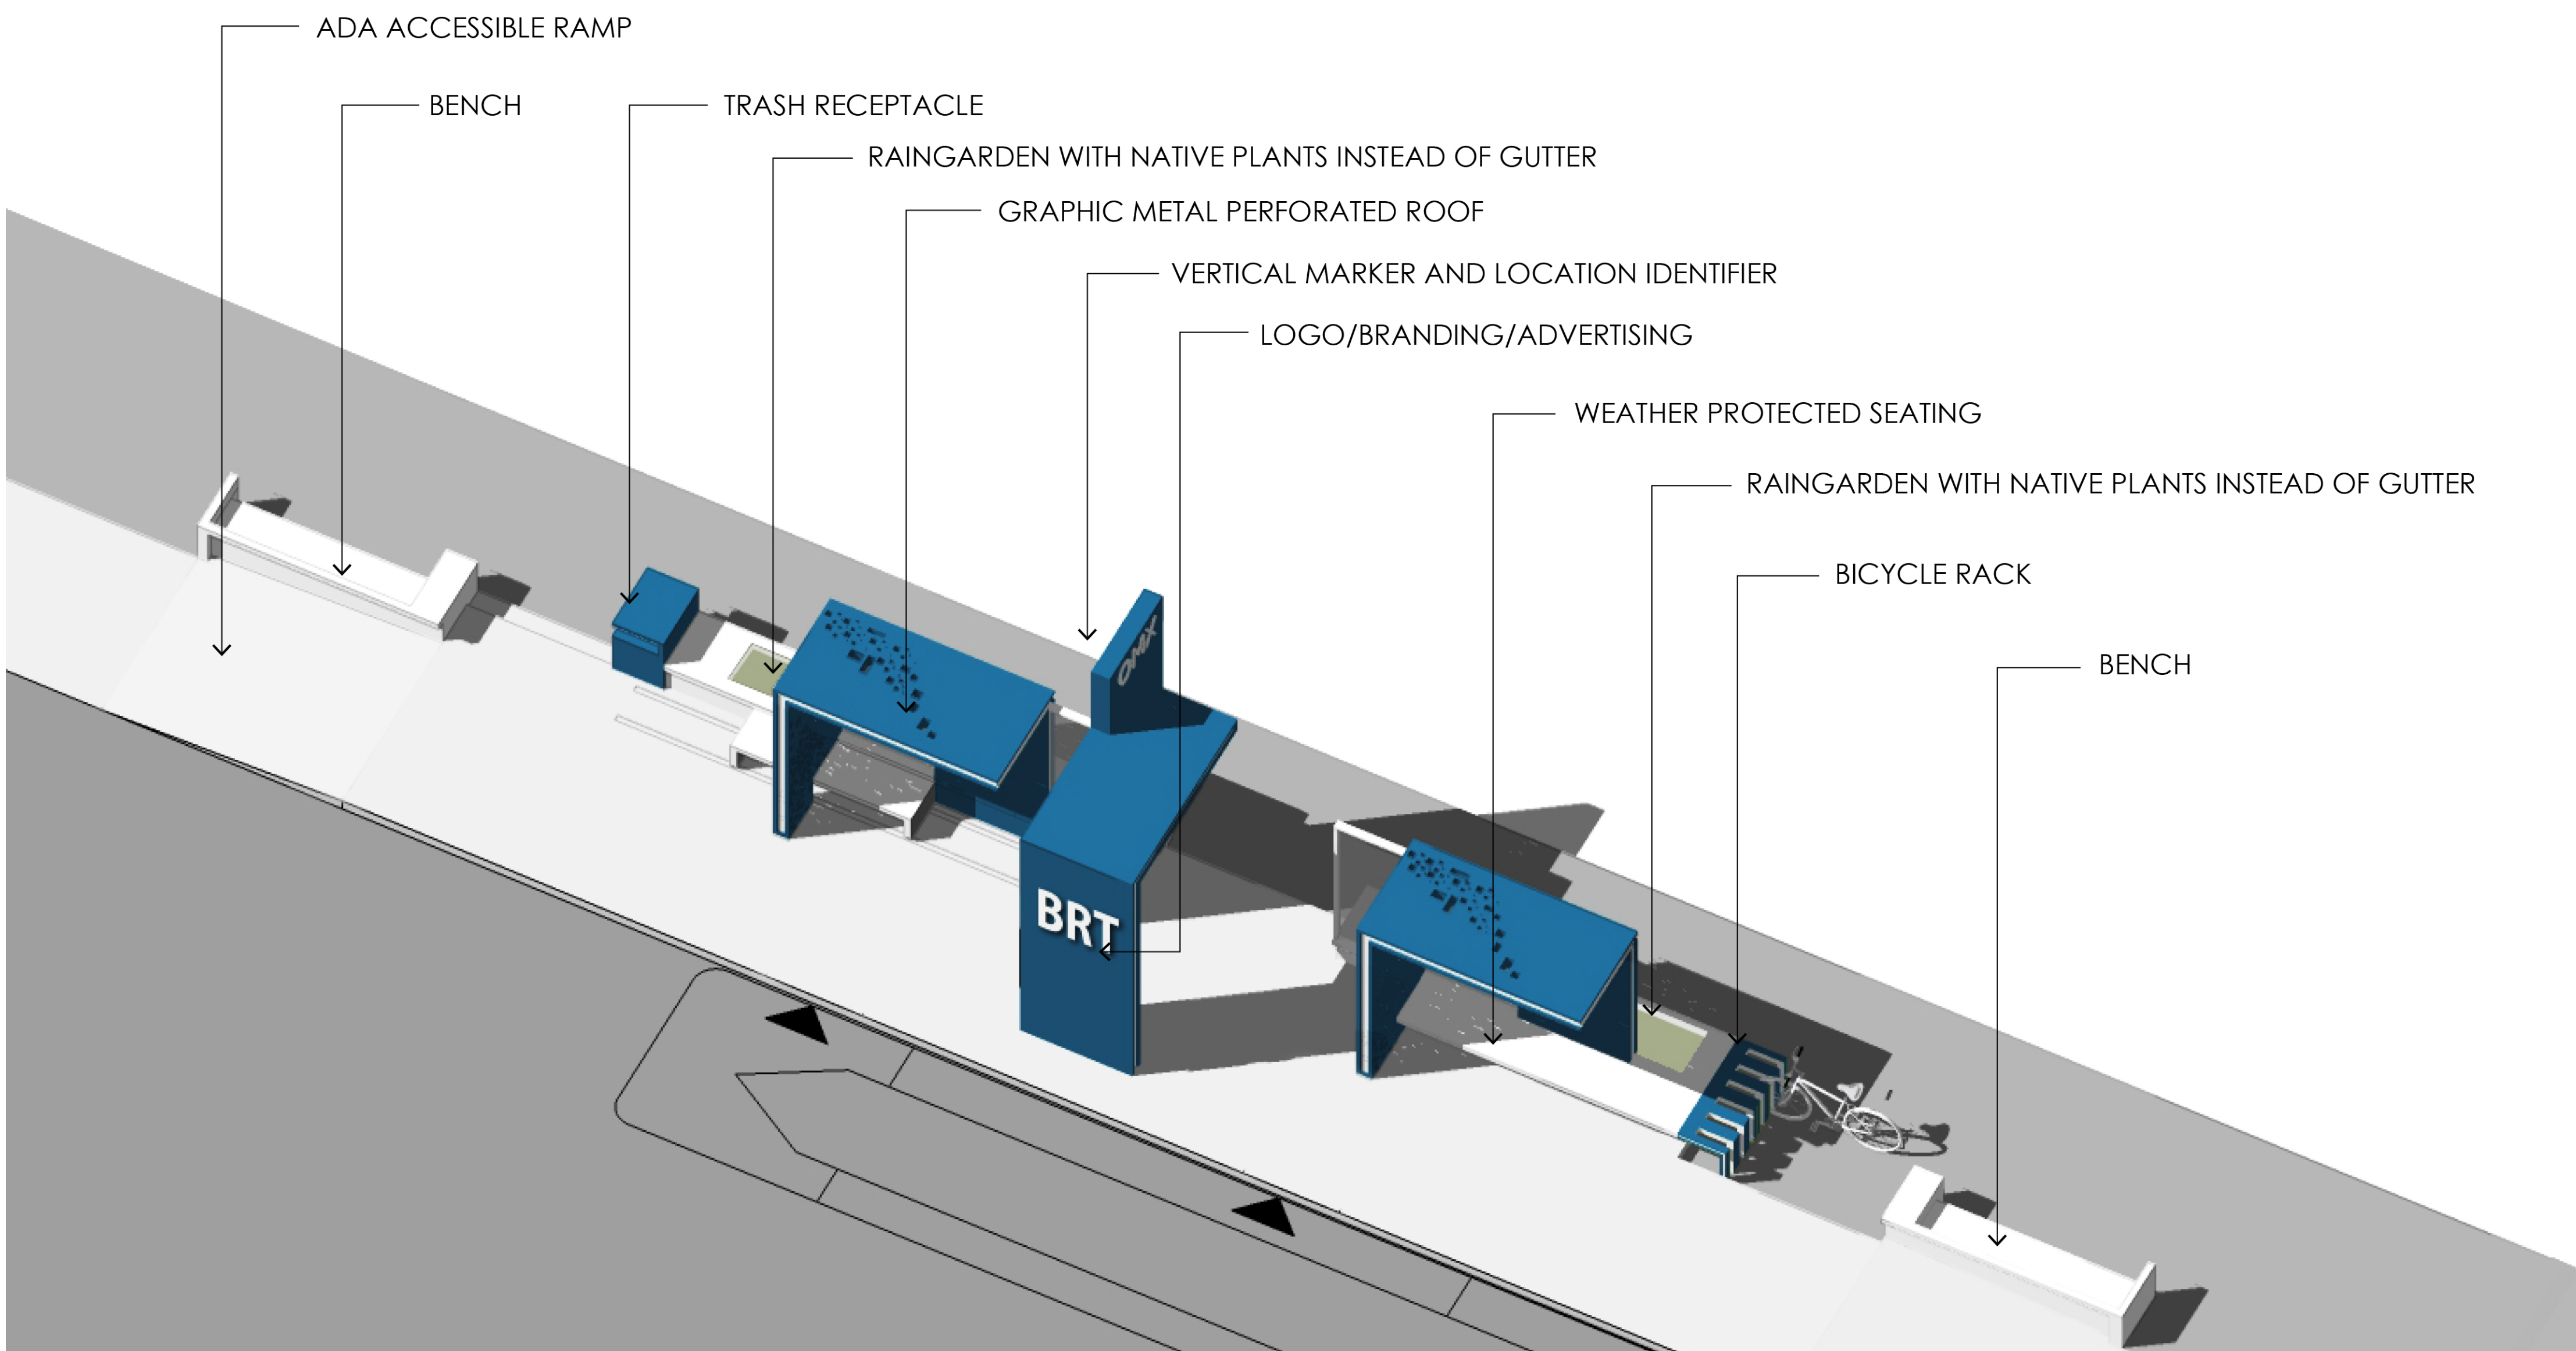 ADA ACCESSIBLE RAMP
BENCH
TRASH RECEPTACLE
RAINGARDEN WITH NATIVE PLANTS INSTEAD OF GUTTER
GRAPHIC METAL PERFORATED ROOF
VERTICAL MARKER AND LOCATION IDENTIFIER
LOGO/BRANDING/ADVERTISING
WEATHER PROTECTED SEATING
RAINGARDEN WITH NATIVE PLANTS INSTEAD OF GUTTER
BICYCLE RACK
BENCH
OMX
BRT